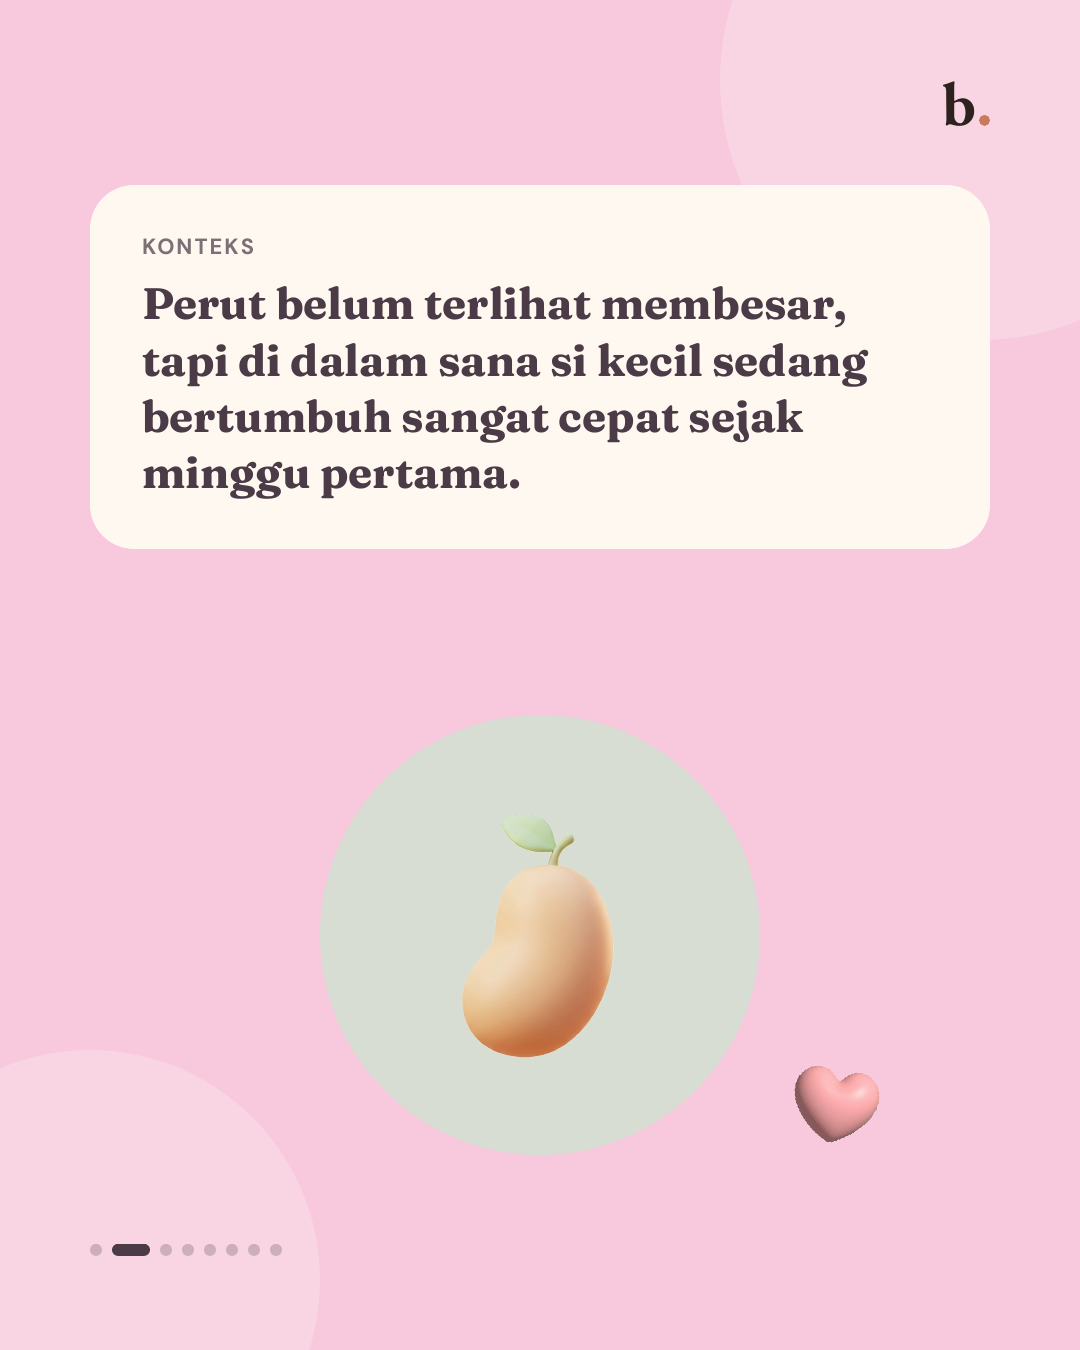 b.
KONTEKS
Perut belum terlihat membesar,
tapi di dalam sana si kecil sedang
bertumbuh sangat cepat sejak
minggu pertama.